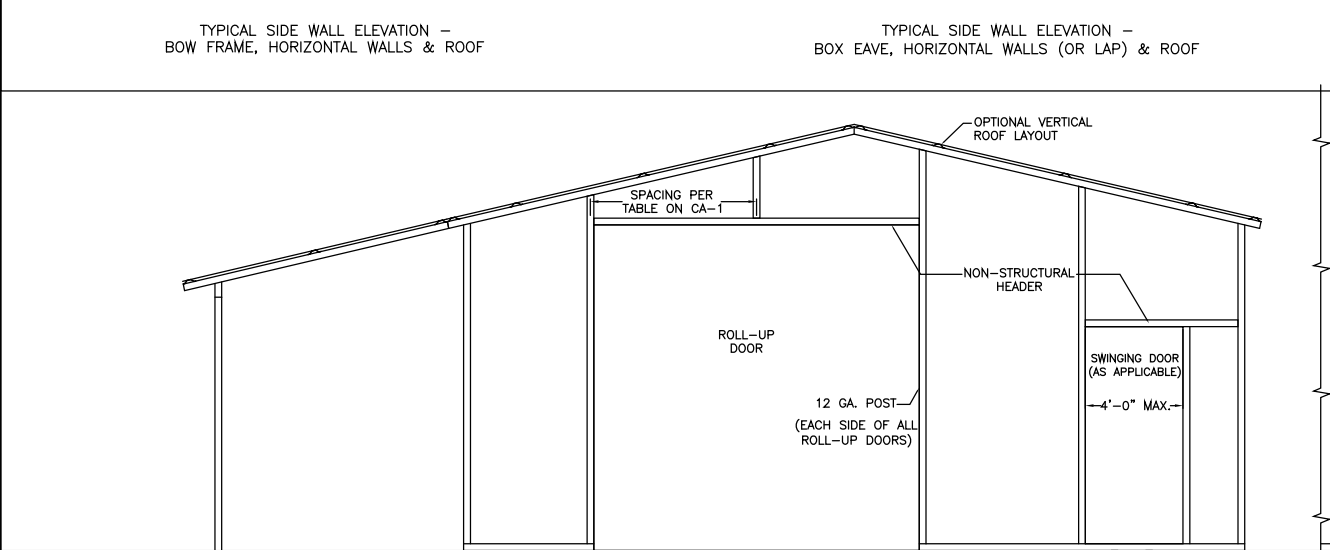 TYPICAL SIDE WALL ELEVATION –
BOW FRAME, HORIZONTAL WALLS & ROOF
TYPICAL SIDE WALL ELEVATION –
BOX EAVE, HORIZONTAL WALLS (OR LAP) & ROOF
OPTIONAL VERTICAL
ROOF LAYOUT
SPACING PER
TABLE ON CA–1
NON–STRUCTURAL
HEADER
ROLL–UP
DOOR
SWINGING DOOR
(AS APPLICABLE)
4'–0" MAX.
12 GA. POST
(EACH SIDE OF ALL
ROLL–UP DOORS)